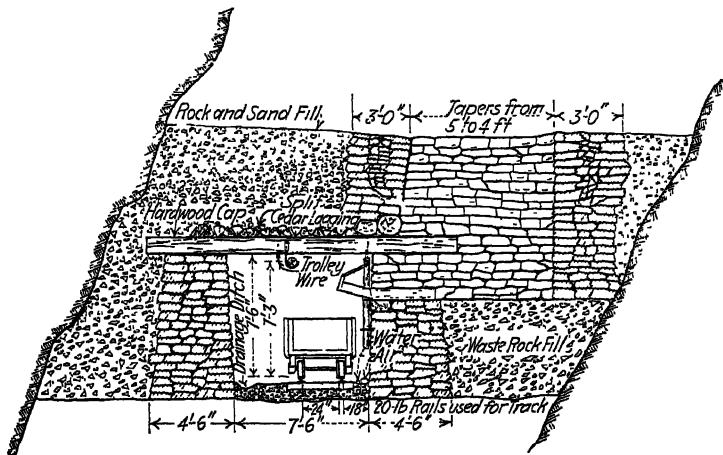 Rock and Sand Fill
3'0"
Tapers from
5' to 4 ft
3'0"
Hardwood Cap
Split
Cedar Lagging
Trolley
Wire
Drainage Ditch
7'-6"
7'-3"
Water
Air
Waste Rock Fill
24"
18"
20-lb Rails used for Track
4'-6"
7'-6"
4'-6"